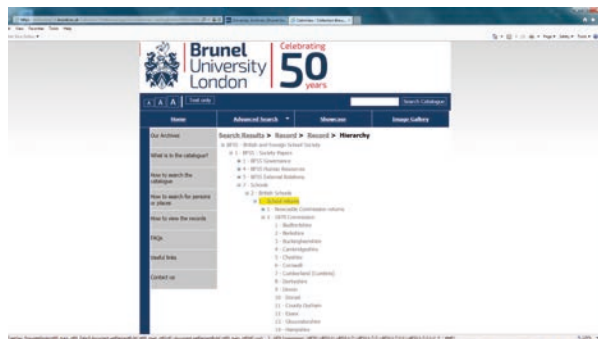 Brunel
University
London
Celebrating
50
years
A A A Text only
Search Catalogue
Home Advanced Search Showcase Image Gallery
Our Archives
What is in the catalogue?
How to search the
catalogue
How to search for persons
or places
How to view the records
FAQs
Useful links
Contact us
Search Results > Record > Record > Hierarchy
BFSS - British and Foreign School Society
1 - BFSS : Society Papers
1 - BFSS Governance
4 - BFSS Human Resources
5 - BFSS External Relations
7 - Schools
2 - British Schools
1 - School returns
1 - Newcastle Commission returns
3 - 1870 Commission
1 - Bedfordshire
2 - Berkshire
3 - Buckinghamshire
4 - Cambridgeshire
5 - Cheshire
6 - Cornwall
7 - Cumberland (Cumbria)
8 - Derbyshire
9 - Devon
10 - Dorset
11 - County Durham
12 - Essex
13 - Gloucestershire
14 - Hampshire